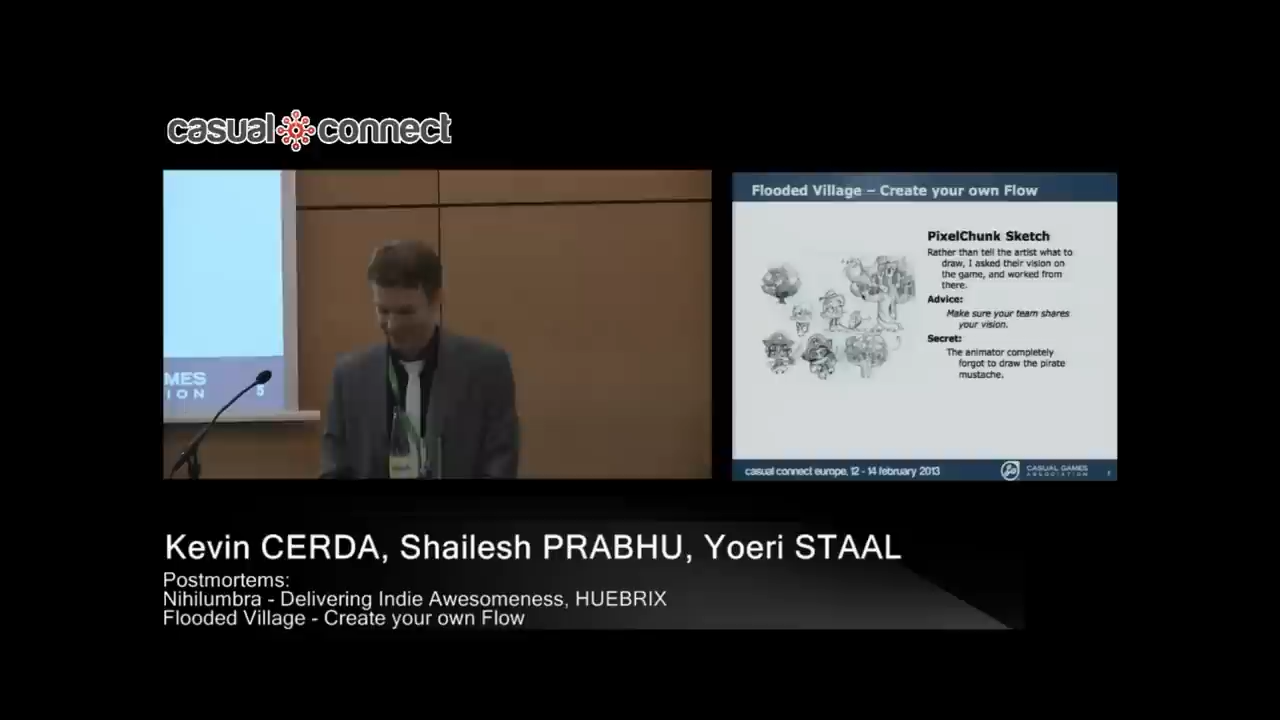 casual connect
MES
ION
5
Flooded Village – Create your own Flow
PixelChunk Sketch
Rather than tell the artist what to
draw, I asked their vision on
the game, and worked from
there.
Advice:
Make sure your team shares
your vision.
Secret:
The animator completely
forgot to draw the pirate
mustache.
casual connect europe, 12 - 14 february 2013
CASUAL GAMES
ASSOCIATION
Kevin CERDA, Shailesh PRABHU, Yoeri STAAL
Postmortems:
Nihilumbra - Delivering Indie Awesomeness, HUEBRIX
Flooded Village - Create your own Flow